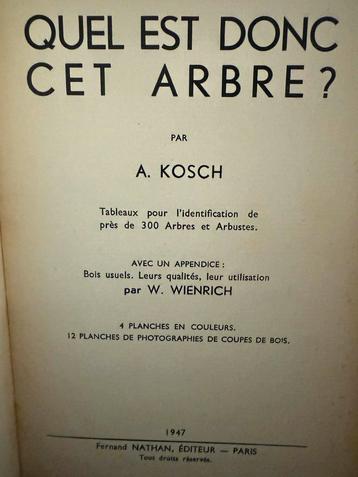 QUEL EST DONC
CET ARBRE ?
PAR
A. KOSCH
Tableaux pour l'identification de
près de 300 Arbres et Arbustes.
AVEC UN APPENDICE :
Bois usuels. Leurs qualités, leur utilisation
par W. WIENRICH
4 PLANCHES EN COULEURS.
12 PLANCHES DE PHOTOGRAPHIES DE COUPES DE BOIS.
1947
Fernand NATHAN, ÉDITEUR — PARIS
Tous droits réservés.